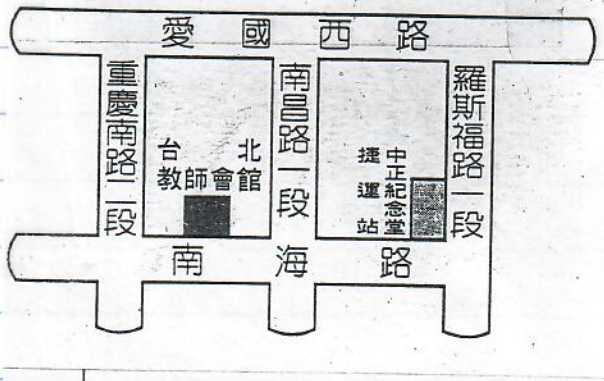 愛國西路
重慶南路二段
台北
教師會館
南昌路一段
中正紀念堂
捷運站
羅斯福路一段
南海路